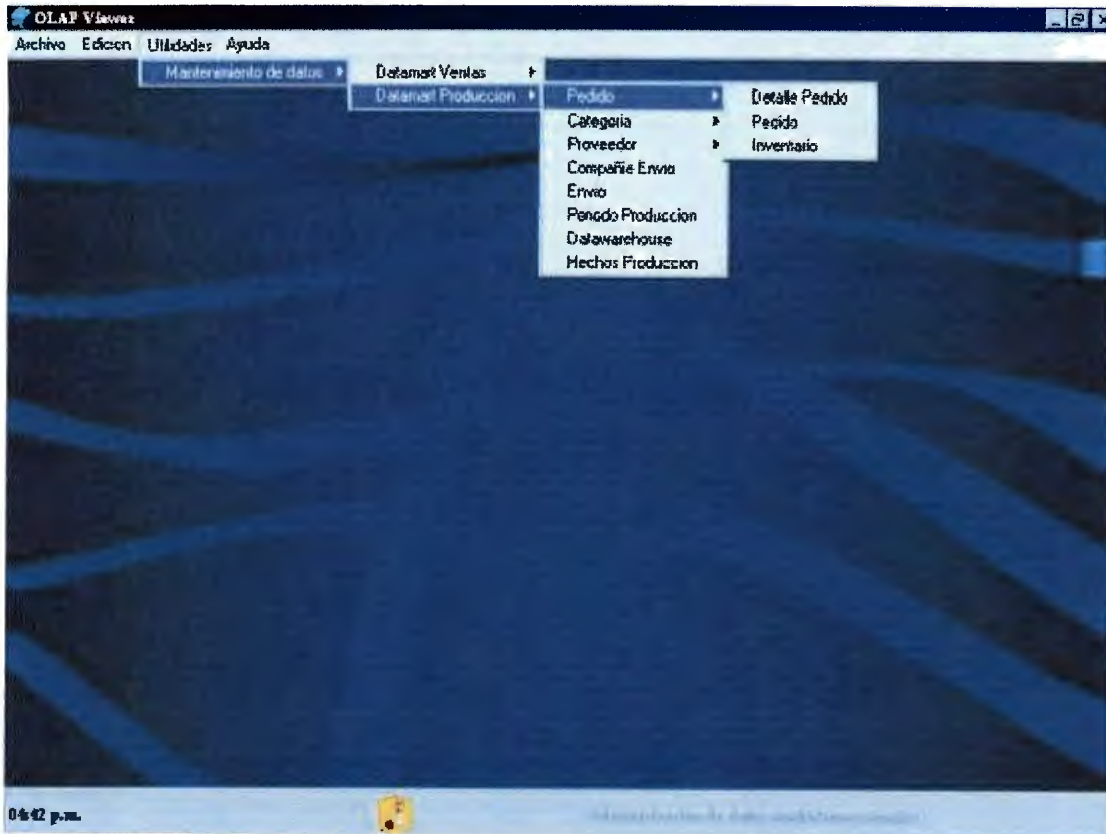 OLAP Viewer
Archivo Edicion Utilidades Ayuda
Mantenimiento de datos
Datamart Ventas
Datamart Produccion
Pedido
Categoria
Proveedor
Compañia Envio
Envio
Periodo Produccion
Datawarehouse
Hechos Produccion
Detalle Pedido
Pedido
Inventario
04:42 p.m.